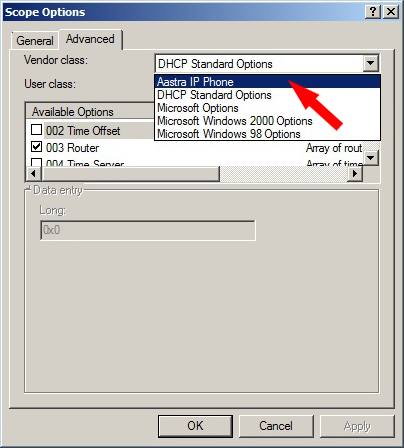 Scope Options
General Advanced
Vendor class: DHCP Standard Options
Aastra IP Phone
User class: DHCP Standard Options
Microsoft Options
Available Options Microsoft Windows 2000 Options
002 Time Offset Microsoft Windows 98 Options
003 Router Array of rout
004 Time Server Array of time
Data entry
Long:
0x0
OK Cancel Apply